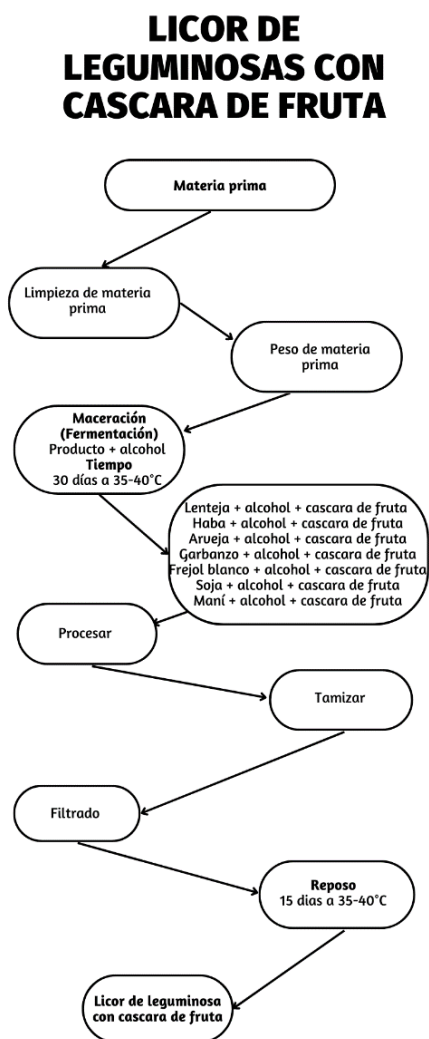 LICOR DE
LEGUMINOSAS CON
CASCARA DE FRUTA
Materia prima
Limpieza de materia
prima
Peso de materia
prima
Maceración
(Fermentación)
Producto + alcohol
Tiempo
30 días a 35-40°C
Lenteja + alcohol + cascara de fruta
Haba + alcohol + cascara de fruta
Arueja + alcohol + cascara de fruta
Garbanzo + alcohol + cascara de fruta
Frejol blanco + alcohol + cascara de fruta
Soja + alcohol + cascara de fruta
Maní + alcohol + cascara de fruta
Procesar
Tamizar
Filtrado
Reposo
15 dias a 35-40°C
Licor de leguminosa
con cascara de fruta